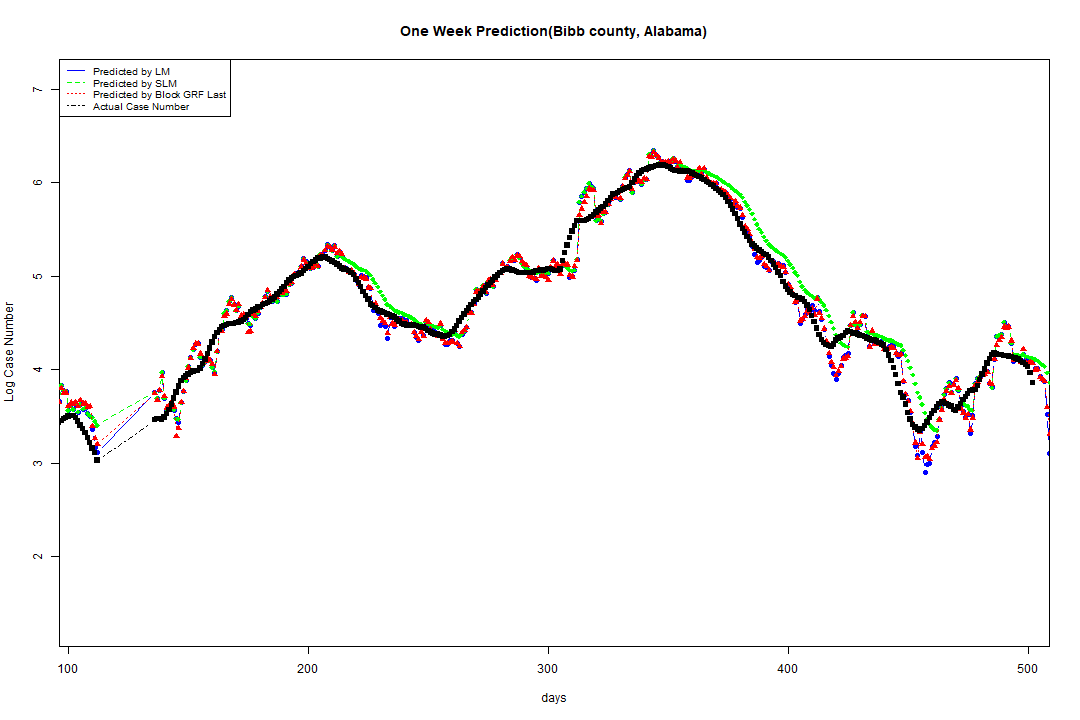 One Week Prediction(Bibb county, Alabama)
Predicted by LM
Predicted by SLM
Predicted by Block GRF Last
Actual Case Number
7
6
5
4
3
2
Log Case Number
100 200 300 400 500
days